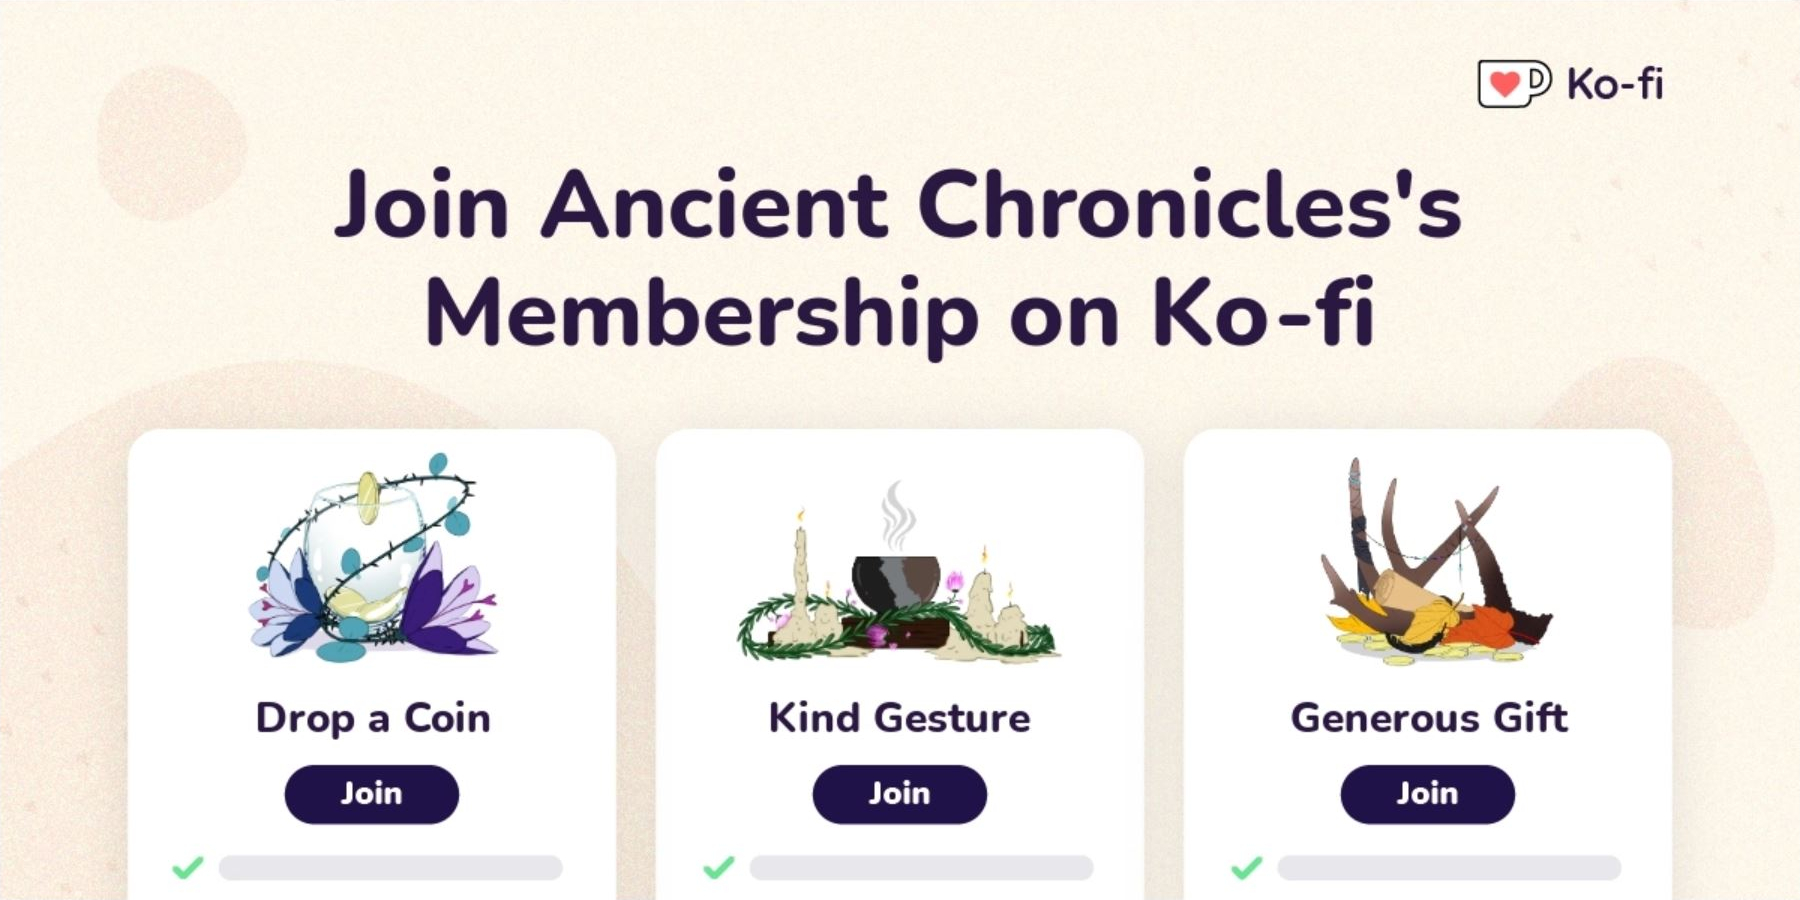 Ko-fi
Join Ancient Chronicles's
Membership on Ko-fi
Drop a Coin
Join
Kind Gesture
Join
Generous Gift
Join